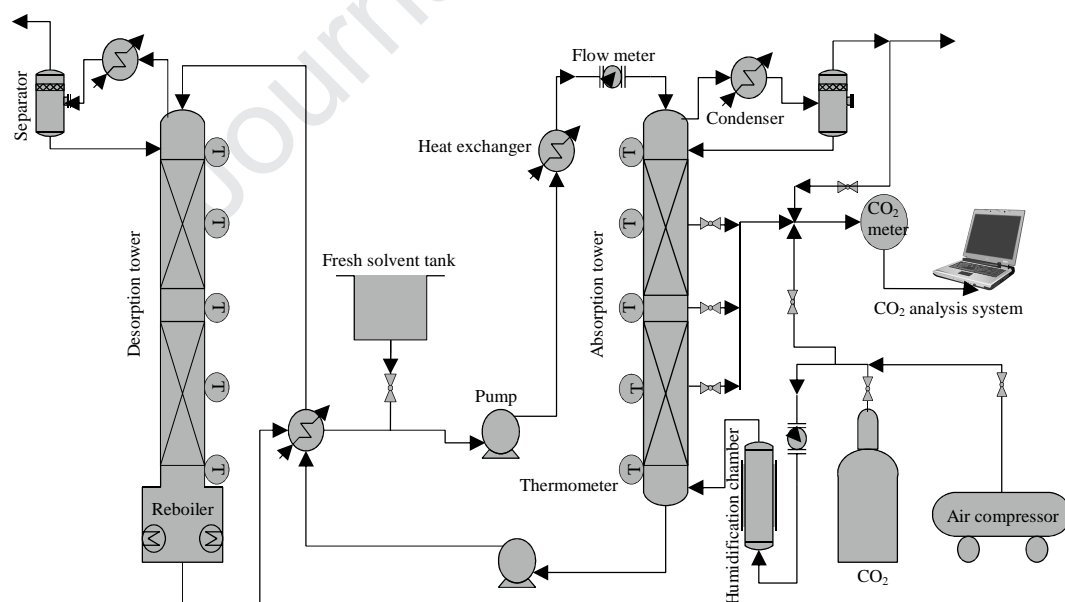 Journ
Flow meter
Separator
Condenser
Heat exchanger
T
T
CO₂
meter
T
T
Fresh solvent tank
Desorption tower
Absorption tower
CO₂ analysis system
T
T
T
T
Pump
T
T
Thermometer
Reboiler
Humidification chamber
Air compressor
CO₂